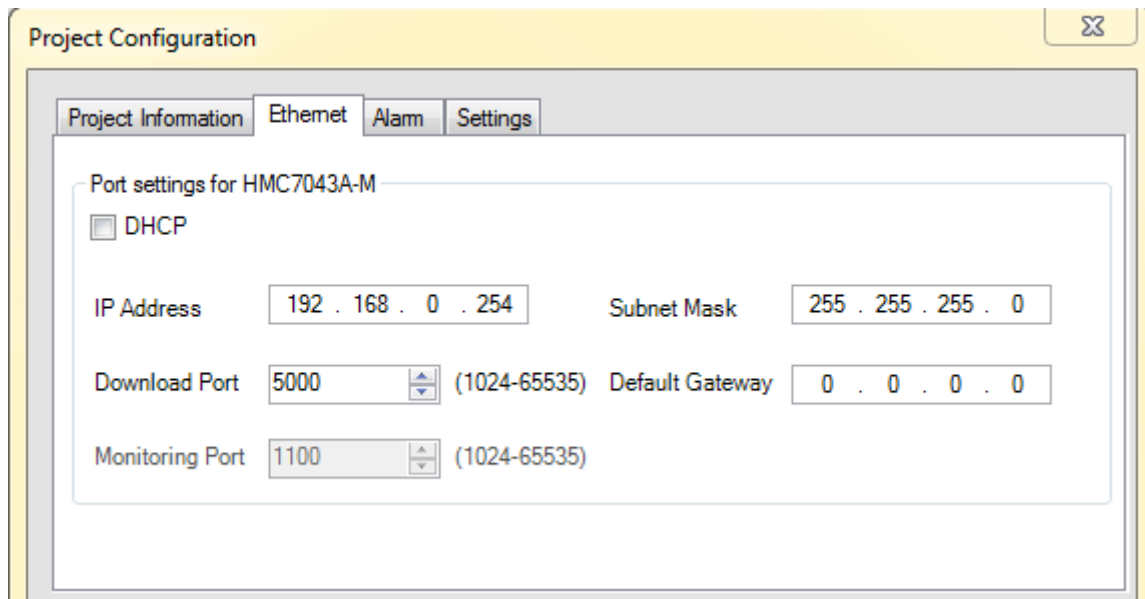 Project Configuration
Project Information Ethernet Alarm Settings
Port settings for HMC7043A-M
DHCP
IP Address 192 . 168 . 0 . 254 Subnet Mask 255 . 255 . 255 . 0
Download Port 5000 (1024-65535) Default Gateway 0 . 0 . 0 . 0
Monitoring Port 1100 (1024-65535)